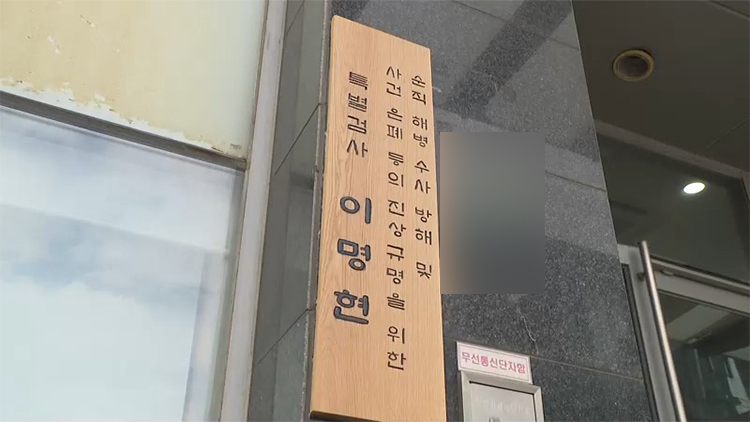 순직 해병 수사 방해 및
사건 은폐 등의 진상규명을 위한
특별검사 이명현
무선통신단자함